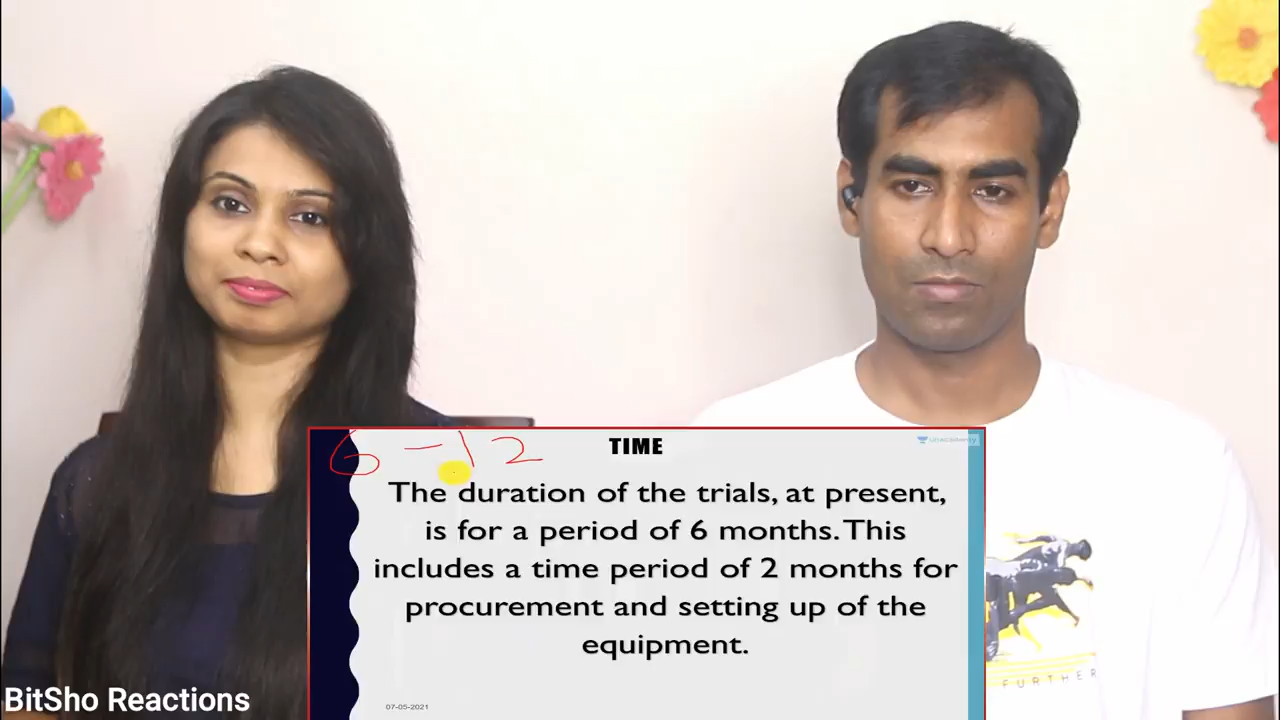 6 - 12
TIME
unacademy
The duration of the trials, at present,
is for a period of 6 months. This
includes a time period of 2 months for
procurement and setting up of the
equipment.
07-05-2021
FURTHER
BitSho Reactions